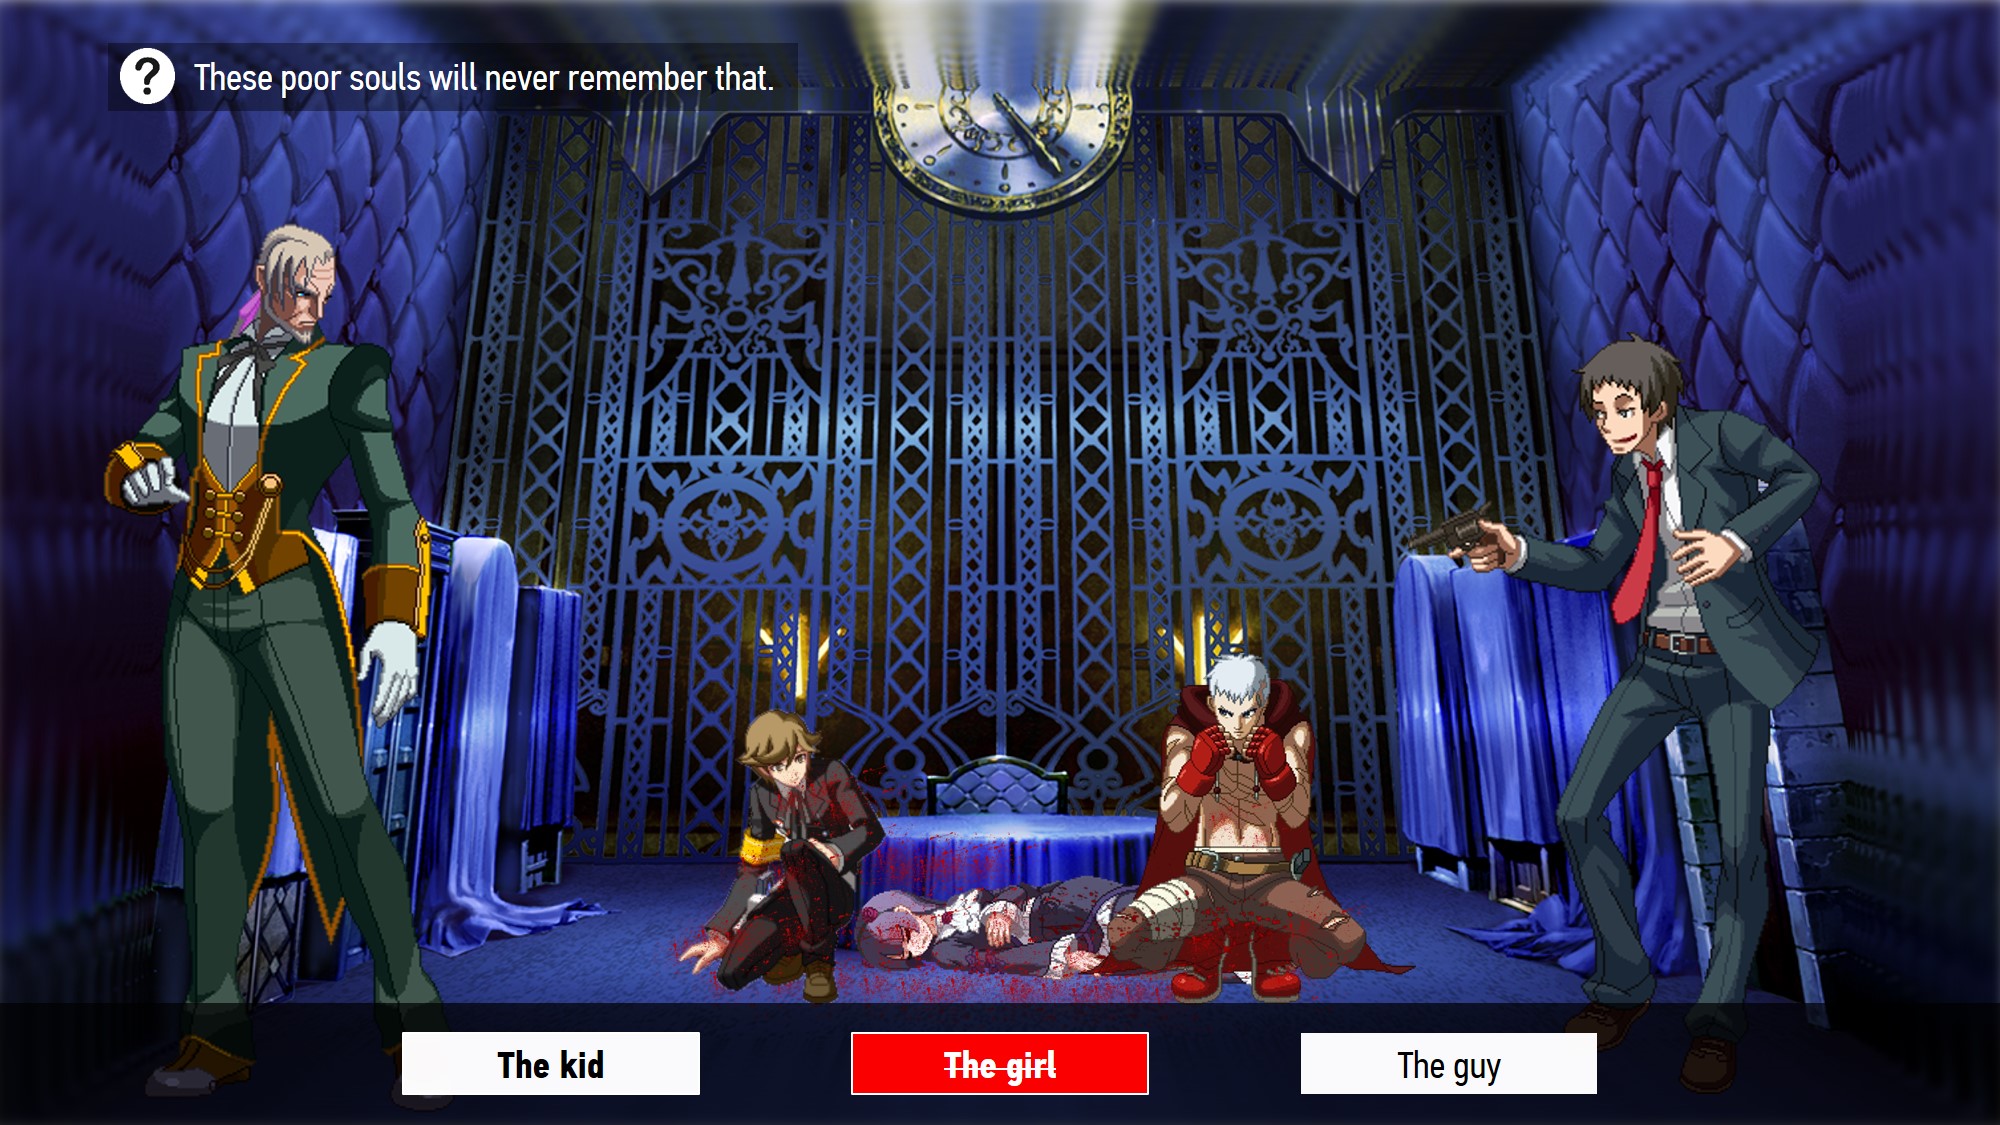 ?
These poor souls will never remember that.
The kid
The girl
The guy